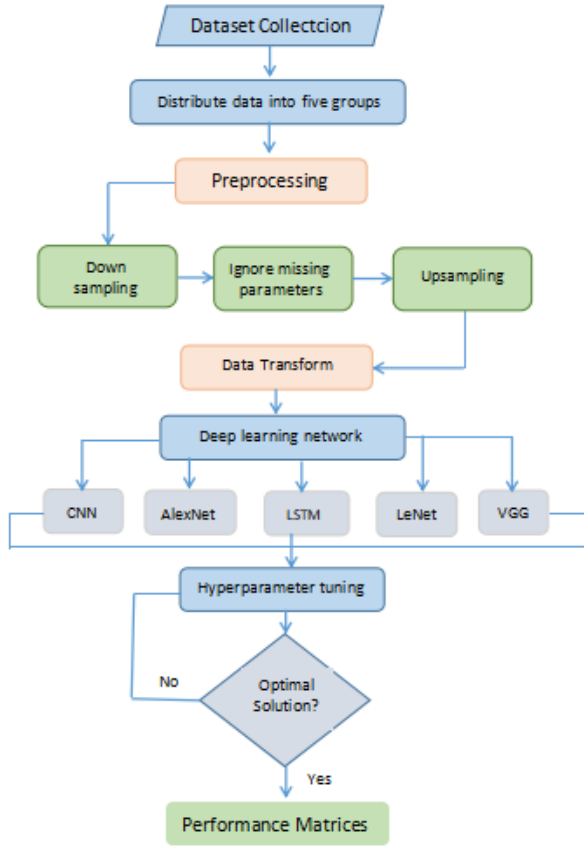 Dataset Collectcion
Distribute data into five groups
Preprocessing
Down
sampling
Ignore missing
parameters
Upsampling
Data Transform
Deep learning network
CNN
AlexNet
LSTM
LeNet
VGG
Hyperparameter tuning
No
Optimal
Solution?
Yes
Performance Matrices